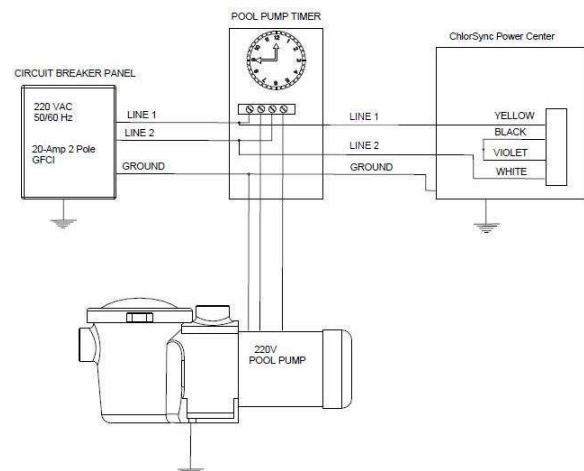 POOL PUMP TIMER
ChlorSync Power Center
CIRCUIT BREAKER PANEL
220 VAC
50/60 Hz
20-Amp 2 Pole
GFCI
LINE 1
LINE 2
GROUND
LINE 1
LINE 2
GROUND
YELLOW
BLACK
VIOLET
WHITE
220V
POOL PUMP